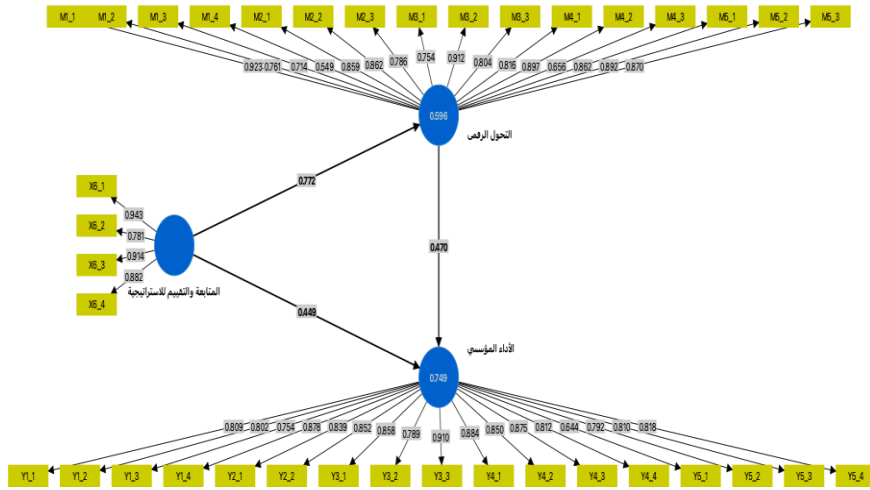 M1_1 M1_2 M1_3 M1_4 M2_1 M2_2 M2_3 M3_1 M3_2 M3_3 M4_1 M4_2 M4_3 M5_1 M5_2 M5_3
0.923 0.761 0.714 0.549 0.859 0.862 0.786 0.754 0.912 0.804 0.816 0.897 0.656 0.862 0.892 0.870
0.596
التحول الرقمى
X6_1
0.943
0.772
X6_2
0.781
X6_3
0.914
0.470
0.882
X6_4
المتابعة والتقييم للاستراتيجية
0.449
الأداء المؤسسي
0.749
0.809 0.802 0.754 0.878 0.839 0.852 0.858 0.789 0.910 0.884 0.850 0.875 0.812 0.644 0.792 0.810 0.818
Y1_1 Y1_2 Y1_3 Y1_4 Y2_1 Y2_2 Y3_1 Y3_2 Y3_3 Y4_1 Y4_2 Y4_3 Y4_4 Y5_1 Y5_2 Y5_3 Y5_4